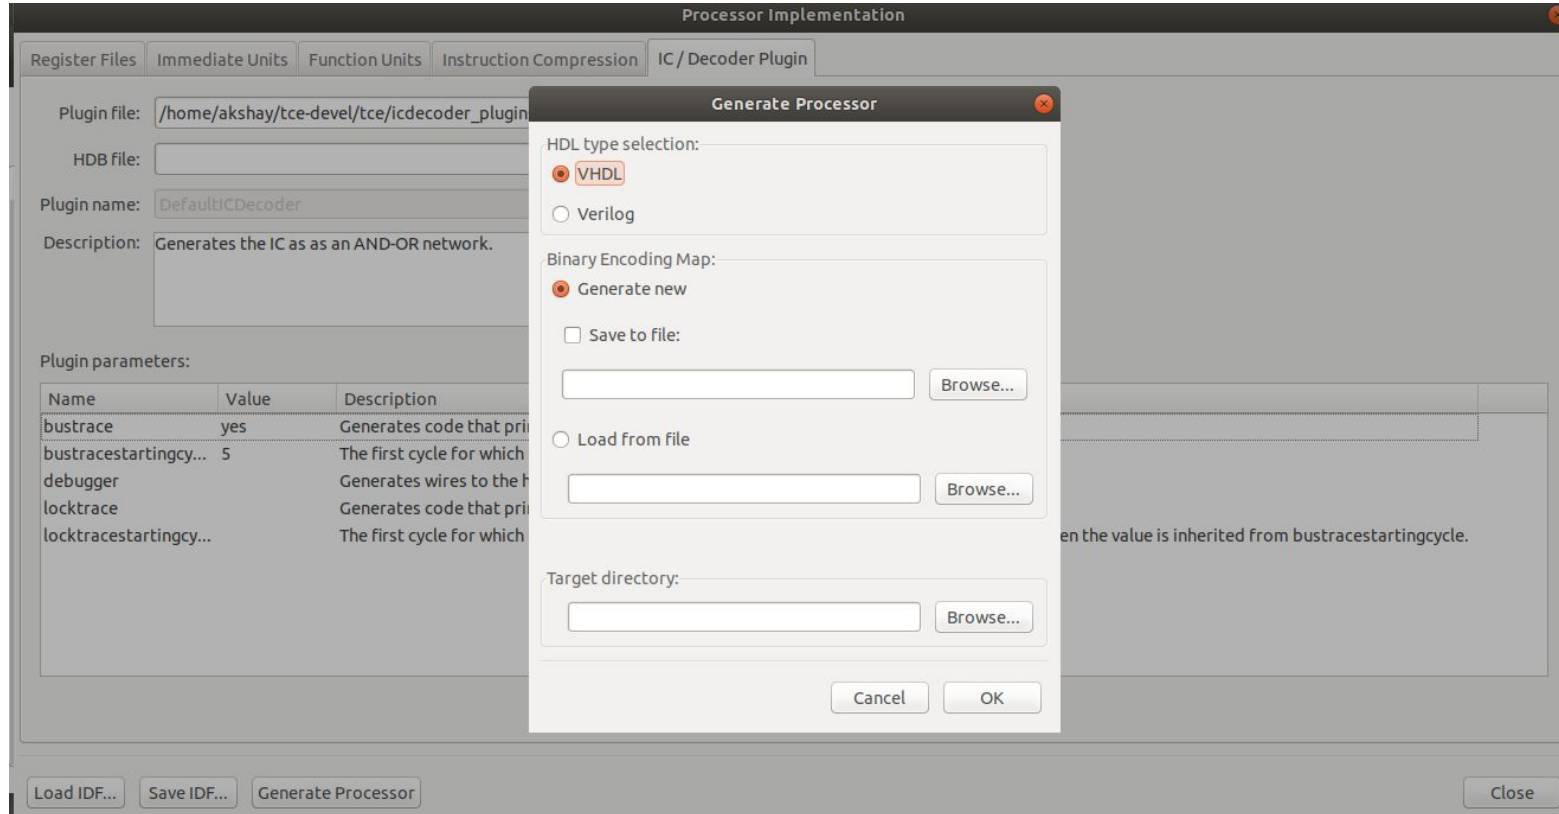 Processor Implementation
Register Files Immediate Units Function Units Instruction Compression IC / Decoder Plugin
Plugin file: /home/akshay/tce-devel/tce/icdecoder_plugin
HDB file:
Plugin name: DefaultICDecoder
Description: Generates the IC as as an AND-OR network.
Plugin parameters:
Name Value Description
bustrace yes Generates code that
bustracestartingcy... 5 The first cycle for which
debugger Generates wires to the
locktrace Generates code that
locktracestartingcy... The first cycle for which
the value is inherited from bustracestartingcycle.
Load IDF... Save IDF... Generate Processor Close
Generate Processor
HDL type selection:
VHDL
Verilog
Binary Encoding Map:
Generate new
Save to file:
Browse...
Load from file
Browse...
Target directory:
Browse...
Cancel OK